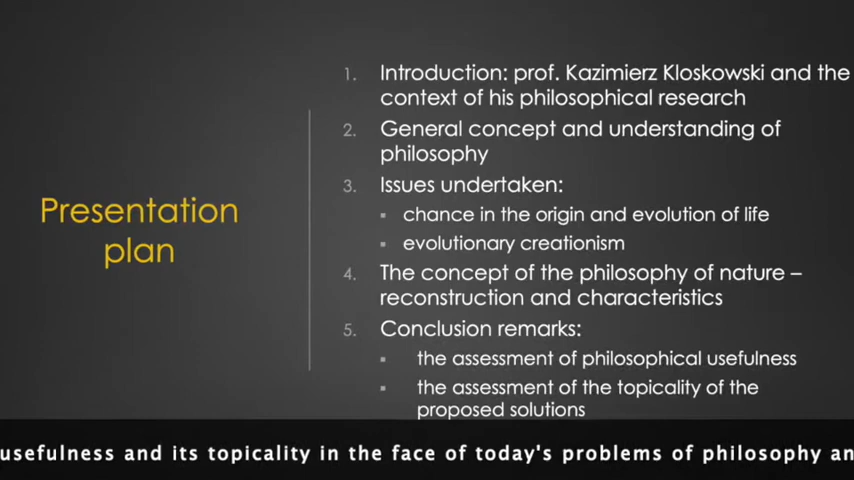 Presentation
plan
1. Introduction: prof. Kazimierz Kloskowski and the
context of his philosophical research
2. General concept and understanding of
philosophy
3. Issues undertaken:
▪ chance in the origin and evolution of life
▪ evolutionary creationism
4. The concept of the philosophy of nature –
reconstruction and characteristics
5. Conclusion remarks:
▪ the assessment of philosophical usefulness
▪ the assessment of the topicality of the
proposed solutions
usefulness and its topicality in the face of today's problems of philosophy an